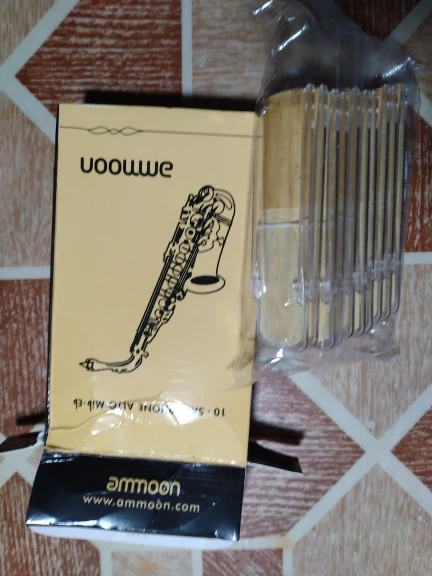 ammoon
10 - SAXOPHONE ALTO Mib-Eb
ammoon
www.ammoon.com